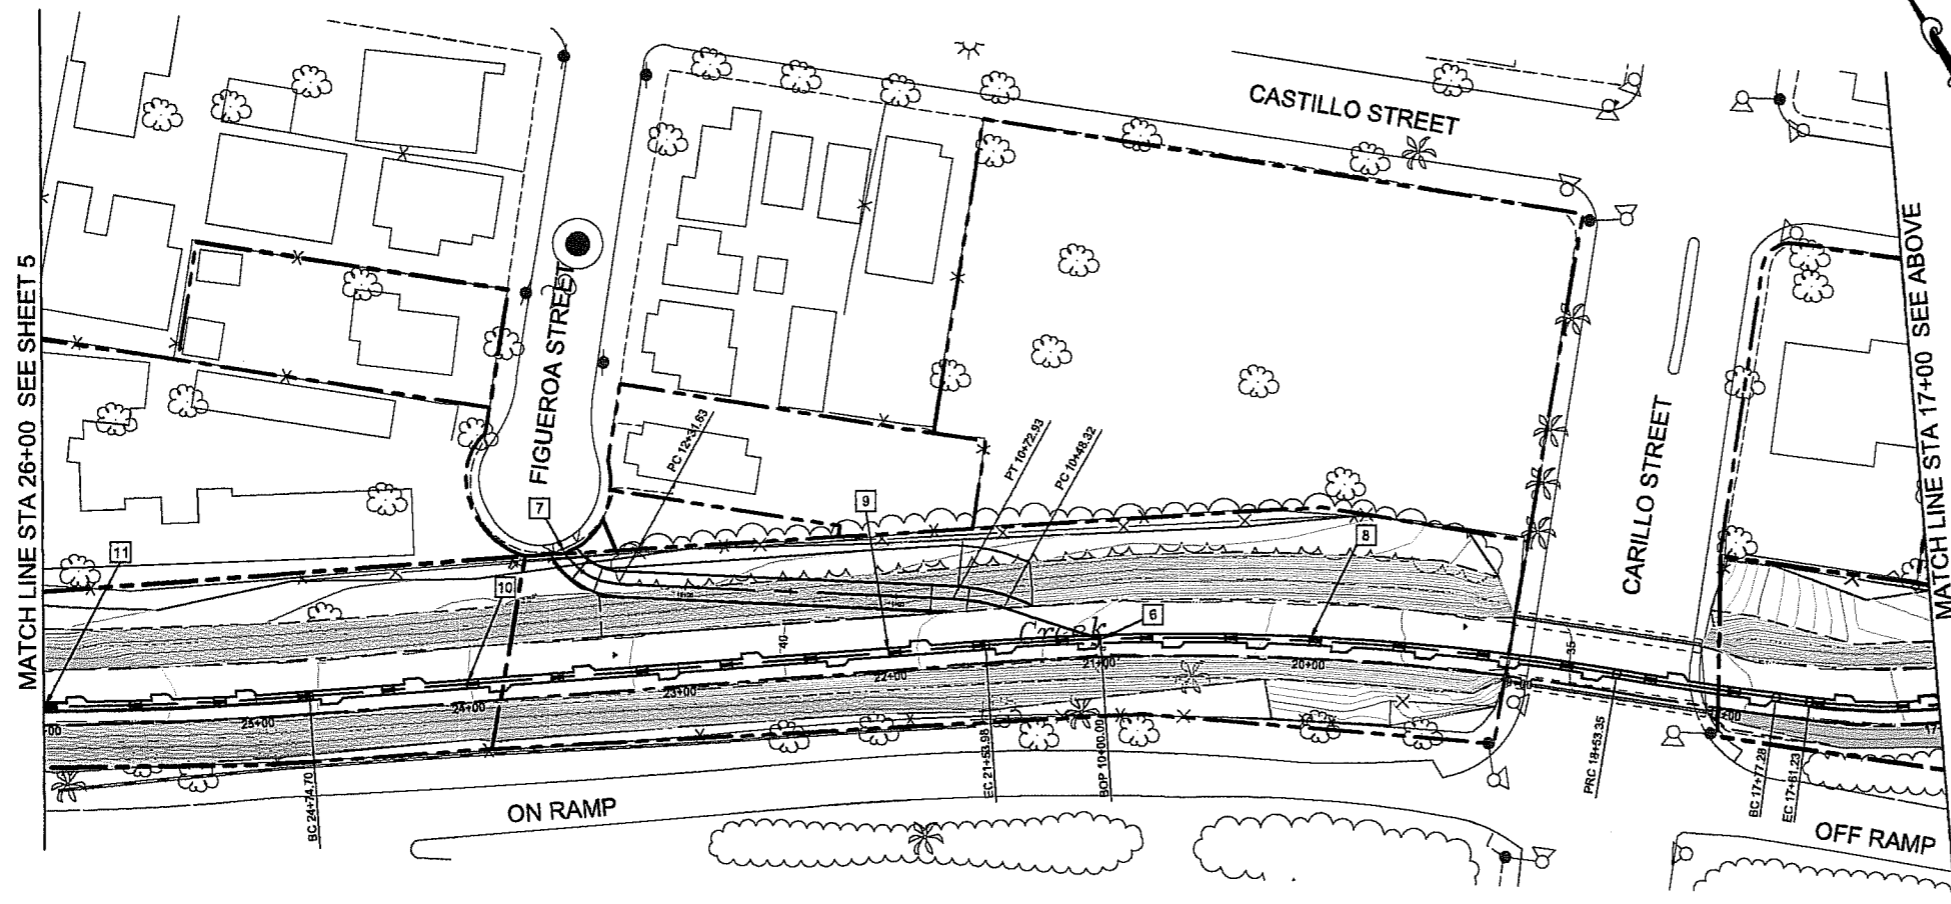 CASTILLO STREET
MATCH LINE STA 26+00 SEE SHEET 5
FIGUEROA STREET
CARILLO STREET
MATCH LINE STA 17+00 SEE ABOVE
PC 12+31.63
PT 10+72.93
PC 10+48.32
7
9
8
11
10
6
Creek
40
35
25+00
24+00
23+00
22+00
21+00
20+00
BC 24+74.70
EC 21+53.98
BOP 10+00.00
PRC 18+53.35
BC 17+77.28
EC 17+61.23
ON RAMP
OFF RAMP